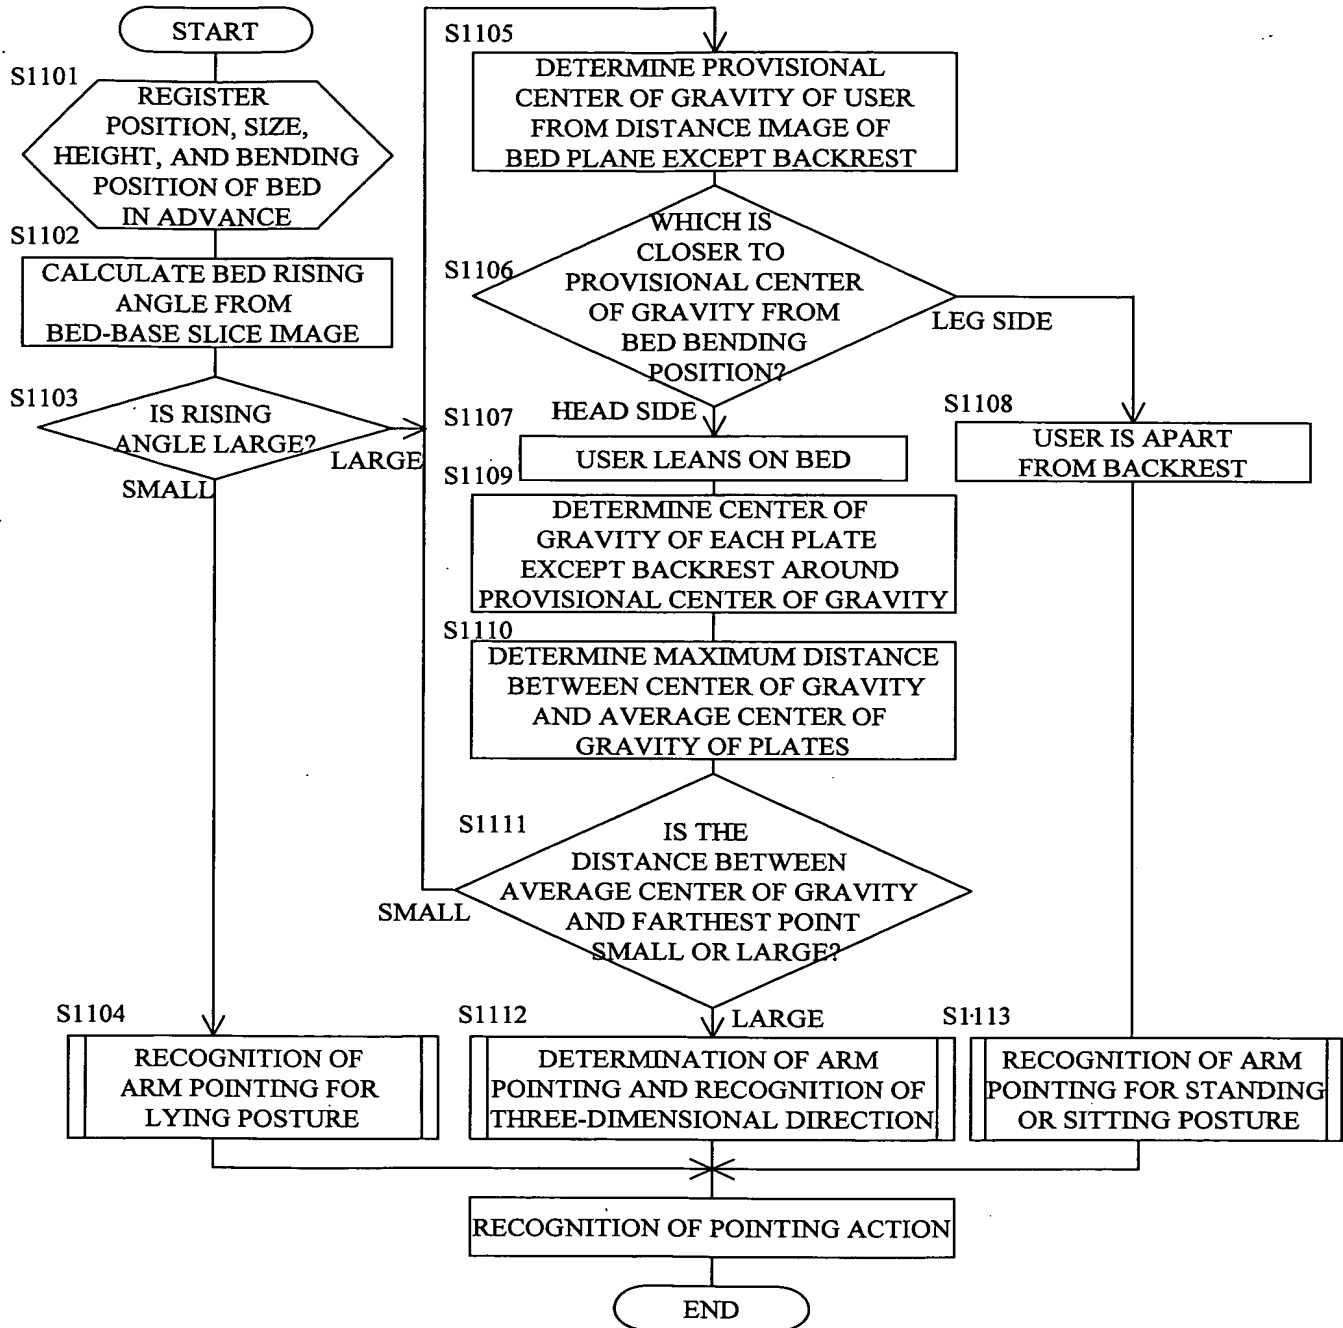 START
S1101
REGISTER
POSITION, SIZE,
HEIGHT, AND BENDING
POSITION OF BED
IN ADVANCE
S1102
CALCULATE BED RISING
ANGLE FROM
BED-BASE SLICE IMAGE
S1103
IS RISING
ANGLE LARGE?
LARGE
SMALL
S1105
DETERMINE PROVISIONAL
CENTER OF GRAVITY OF USER
FROM DISTANCE IMAGE OF
BED PLANE EXCEPT BACKREST
S1106
WHICH IS
CLOSER TO
PROVISIONAL CENTER
OF GRAVITY FROM
BED BENDING
POSITION?
LEG SIDE
HEAD SIDE
S1107
USER LEANS ON BED
S1108
USER IS APART
FROM BACKREST
S1109
DETERMINE CENTER OF
GRAVITY OF EACH PLATE
EXCEPT BACKREST AROUND
PROVISIONAL CENTER OF GRAVITY
S1110
DETERMINE MAXIMUM DISTANCE
BETWEEN CENTER OF GRAVITY
AND AVERAGE CENTER OF
GRAVITY OF PLATES
S1111
IS THE
DISTANCE BETWEEN
AVERAGE CENTER OF GRAVITY
AND FARTHEST POINT
SMALL OR LARGE?
SMALL
LARGE
S1104
RECOGNITION OF
ARM POINTING FOR
LYING POSTURE
S1112
DETERMINATION OF ARM
POINTING AND RECOGNITION OF
THREE-DIMENSIONAL DIRECTION
S1113
RECOGNITION OF ARM
POINTING FOR STANDING
OR SITTING POSTURE
RECOGNITION OF POINTING ACTION
END